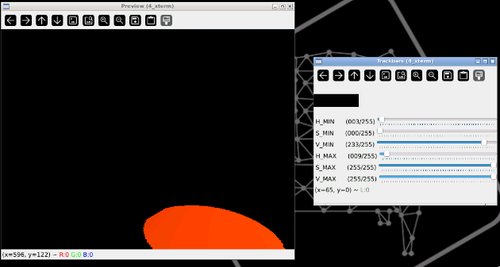 Preview (4_xterm)
(x=596, y=122) ~ R:0 G:0 B:0
Trackbars (4_xterm)
H_MIN (003/255)
S_MIN (000/255)
V_MIN (233/255)
H_MAX (009/255)
S_MAX (255/255)
V_MAX (255/255)
(x=65, y=0) ~ L:0